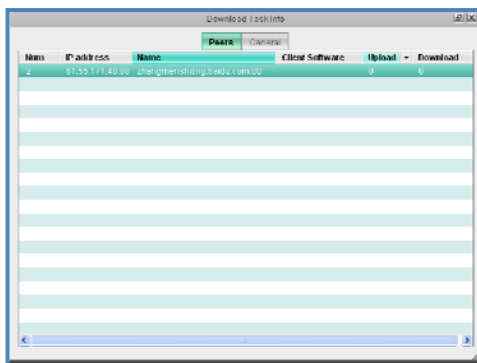 Download Task Info
Peers General
Num IP address Name Client Software Upload Download
2 0 0